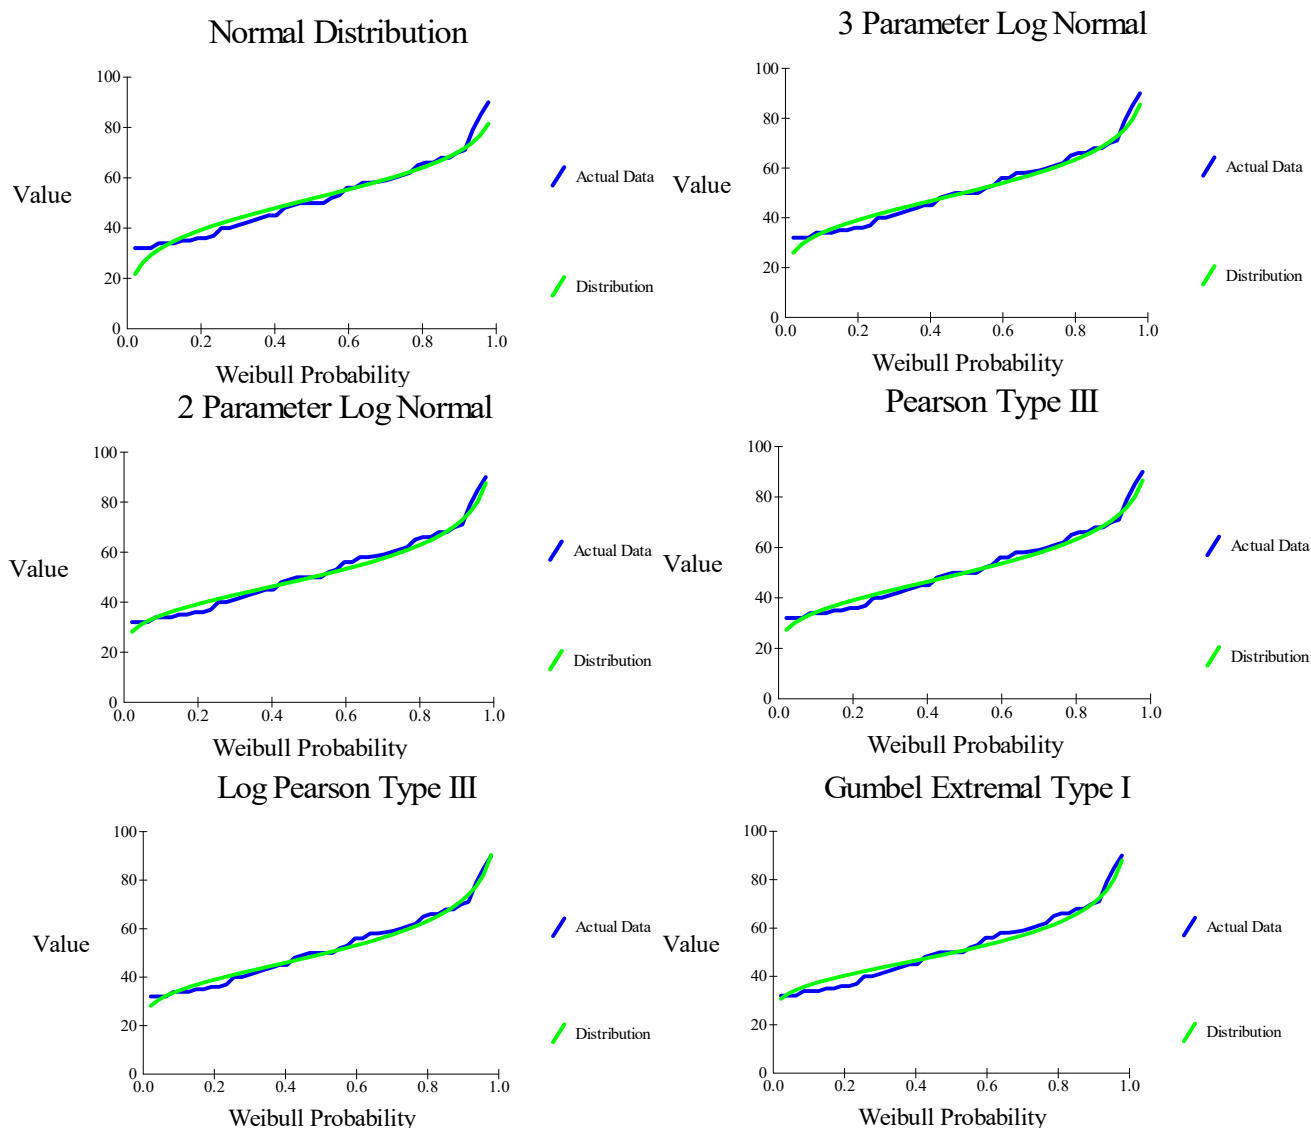 Normal Distribution
100
80
60
40
20
0
Value
0.0 0.2 0.4 0.6 0.8 1.0
Weibull Probability
Actual Data
Distribution
3 Parameter Log Normal
100
80
60
40
20
0
Value
0.0 0.2 0.4 0.6 0.8 1.0
Weibull Probability
Actual Data
Distribution
2 Parameter Log Normal
100
80
60
40
20
0
Value
0.0 0.2 0.4 0.6 0.8 1.0
Weibull Probability
Actual Data
Distribution
Pearson Type III
100
80
60
40
20
0
Value
0.0 0.2 0.4 0.6 0.8 1.0
Weibull Probability
Actual Data
Distribution
Log Pearson Type III
100
80
60
40
20
0
Value
0.0 0.2 0.4 0.6 0.8 1.0
Weibull Probability
Actual Data
Distribution
Gumbel Extremal Type I
100
80
60
40
20
0
Value
0.0 0.2 0.4 0.6 0.8 1.0
Weibull Probability
Actual Data
Distribution